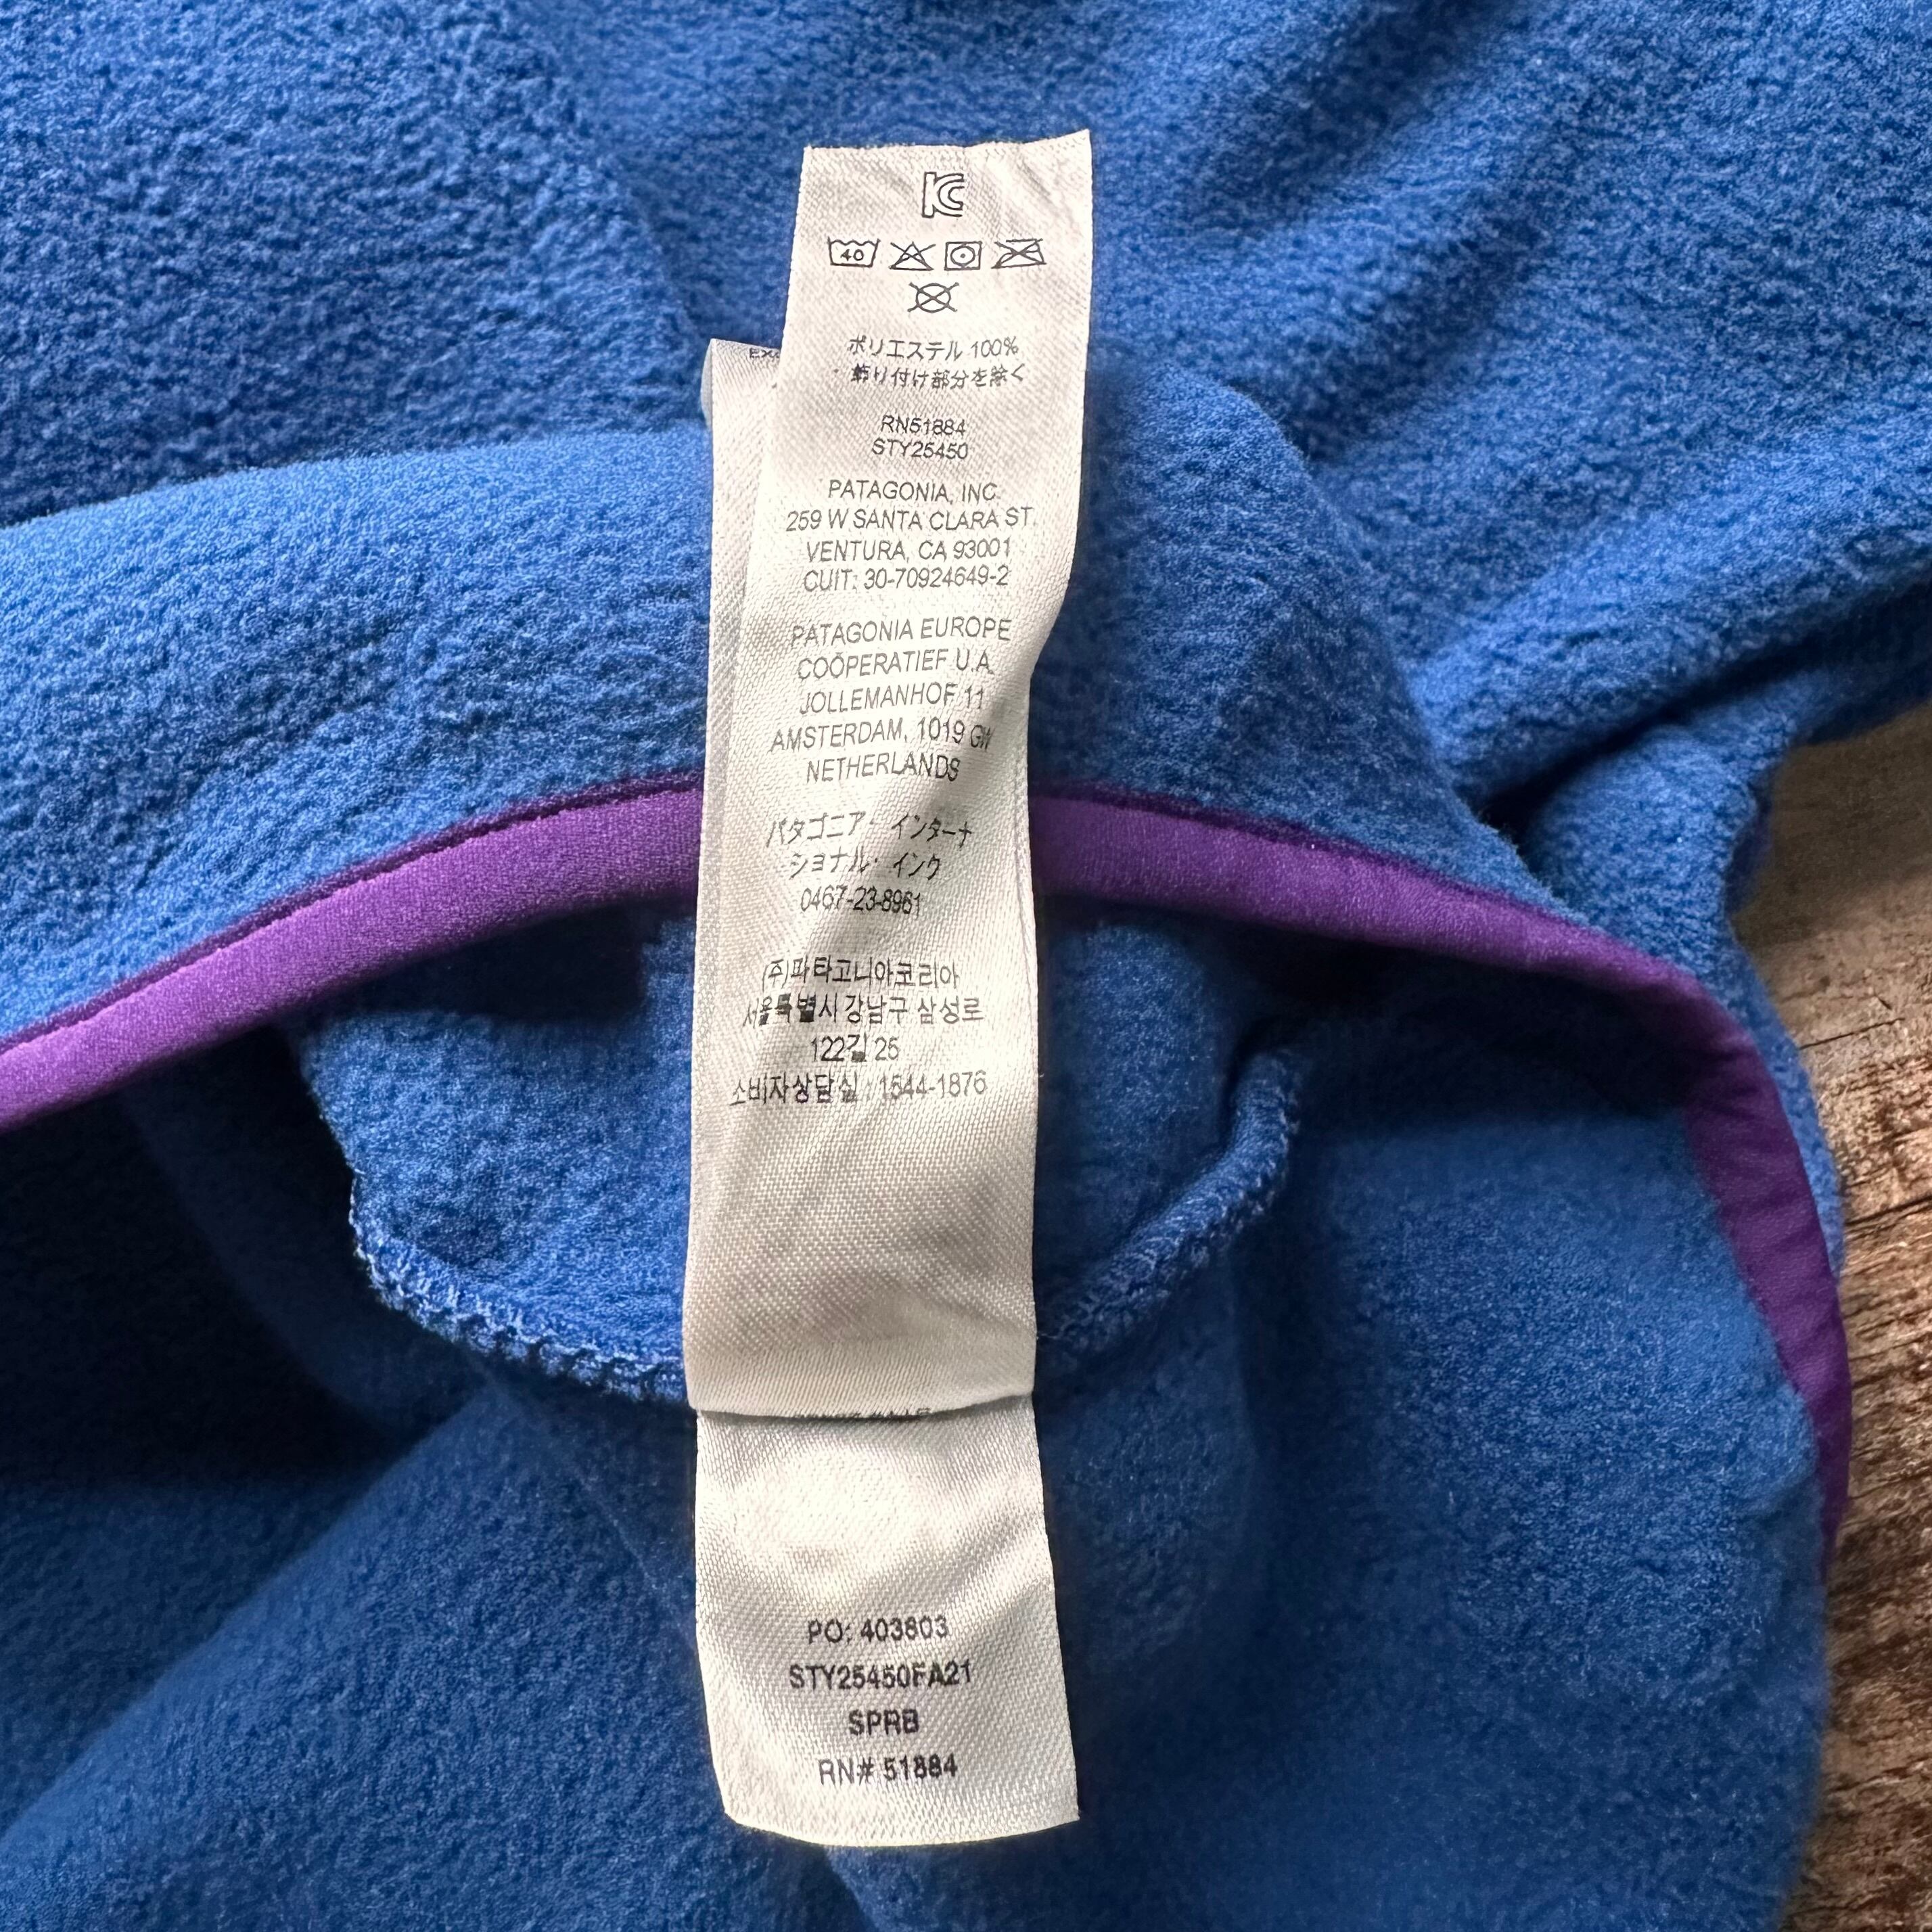 KC
40
ポリエステル 100%
飾り付け部分を除く
RN51884
STY25450
PATAGONIA, INC.
259 W SANTA CLARA ST.
VENTURA, CA 93001
CUIT: 30-70924649-2
PATAGONIA EUROPE
COÖPERATIEF U.A.
JOLLEMANHOF 11
AMSTERDAM, 1019 GW
NETHERLANDS
パタゴニア・インターナ
ショナル・インク
0467-23-8961
(주)파타고니아코리아
서울특별시 강남구 삼성로
122길 25
소비자상담실 : 1544-1876
PO: 403803
STY25450FA21
SPRB
RN# 51884